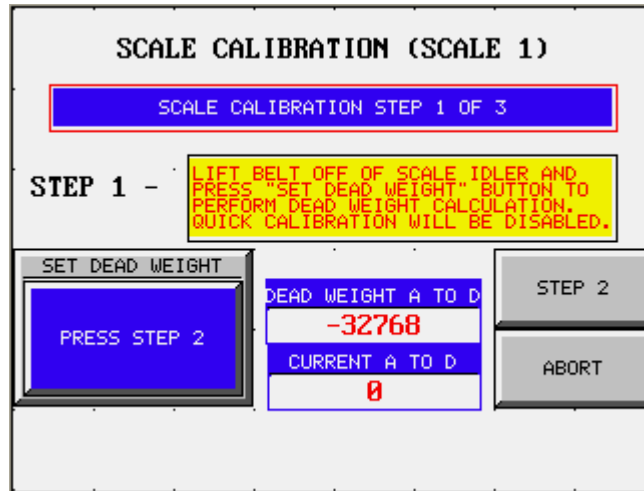 SCALE CALIBRATION (SCALE 1)
SCALE CALIBRATION STEP 1 OF 3
STEP 1 -
LIFT BELT OFF OF SCALE IDLER AND
PRESS "SET DEAD WEIGHT" BUTTON TO
PERFORM DEAD WEIGHT CALCULATION.
QUICK CALIBRATION WILL BE DISABLED.
SET DEAD WEIGHT
PRESS STEP 2
DEAD WEIGHT A TO D
-32768
CURRENT A TO D
0
STEP 2
ABORT